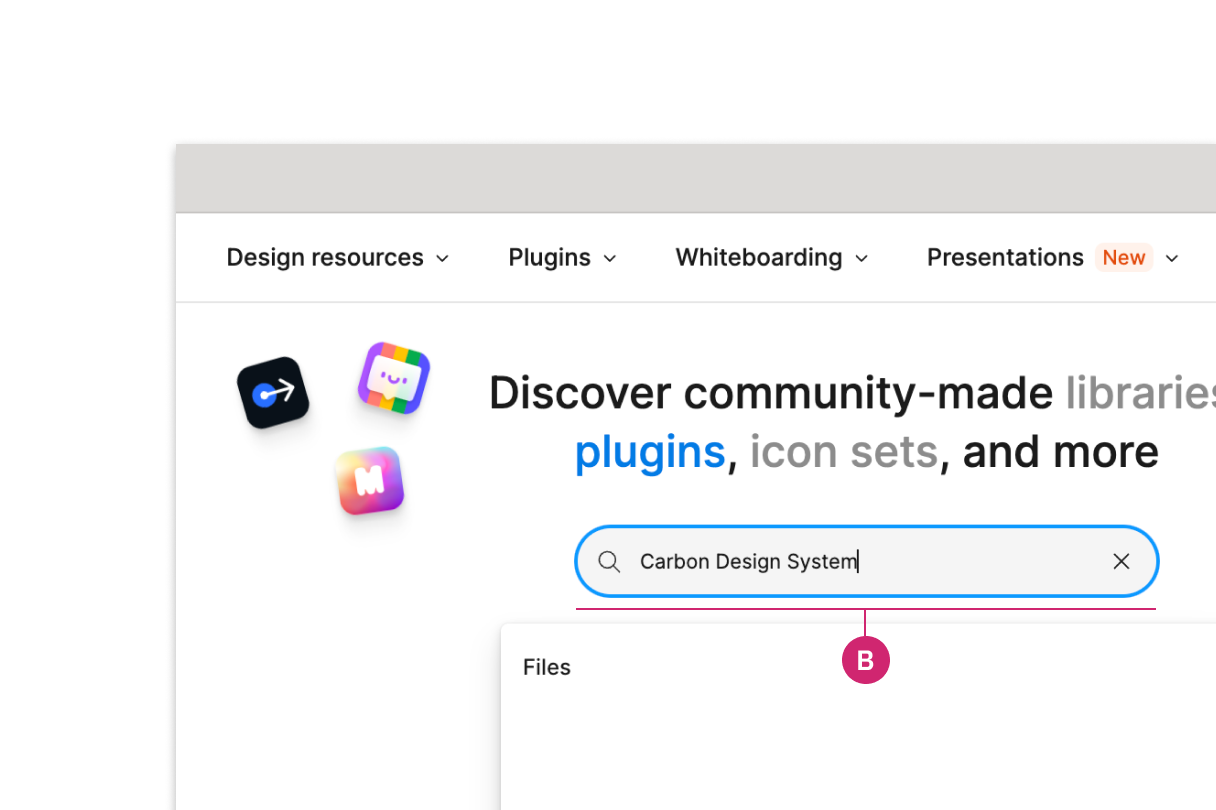 Design resources Plugins Whiteboarding Presentations New
M
Discover community-made libraries
plugins, icon sets, and more
Carbon Design System
B
Files